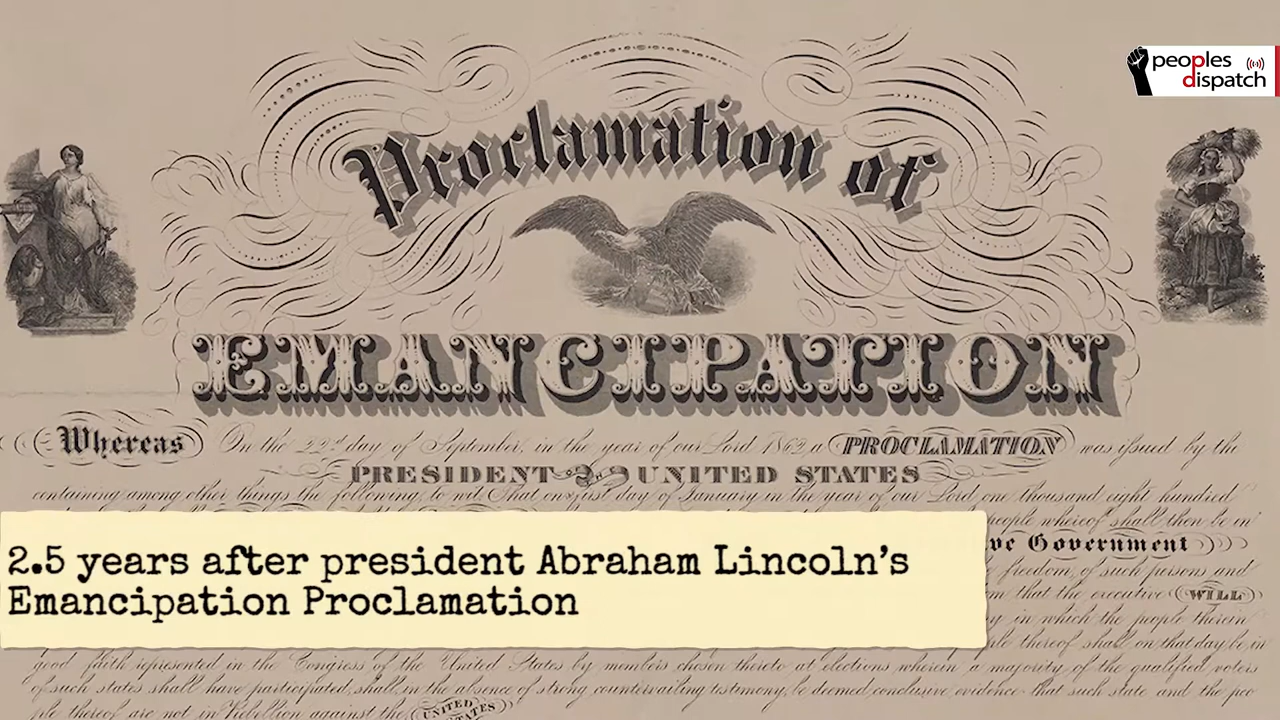 peoples
dispatch
Proclamation of
EMANCIPATION
Whereas On the 22nd day of September, in the year of our Lord 1862, a PROCLAMATION was issued by the
PRESIDENT OF THE UNITED STATES
containing among other things the following, to wit: That on the first day of January in the year of our Lord one thousand eight hundred
people whereof shall then be in
ve Government
freedom, of such persons and
2.5 years after president Abraham Lincoln’s
Emancipation Proclamation
m that the executive WILL
in which the people therein
thereof shall on that day be in
good faith represented in the Congress of the United States by members chosen thereto at elections wherein a majority of the qualified voters
of such states shall have participated, shall, in the absence of strong countervailing testimony, be deemed conclusive evidence that such state and the peo
ple thereof are not in Rebellion against the UNITED STATES